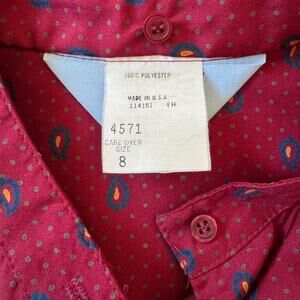 100% POLYESTER
MADE IN U.S.A.
114151 EH
4571
CARE OVER
SIZE
8